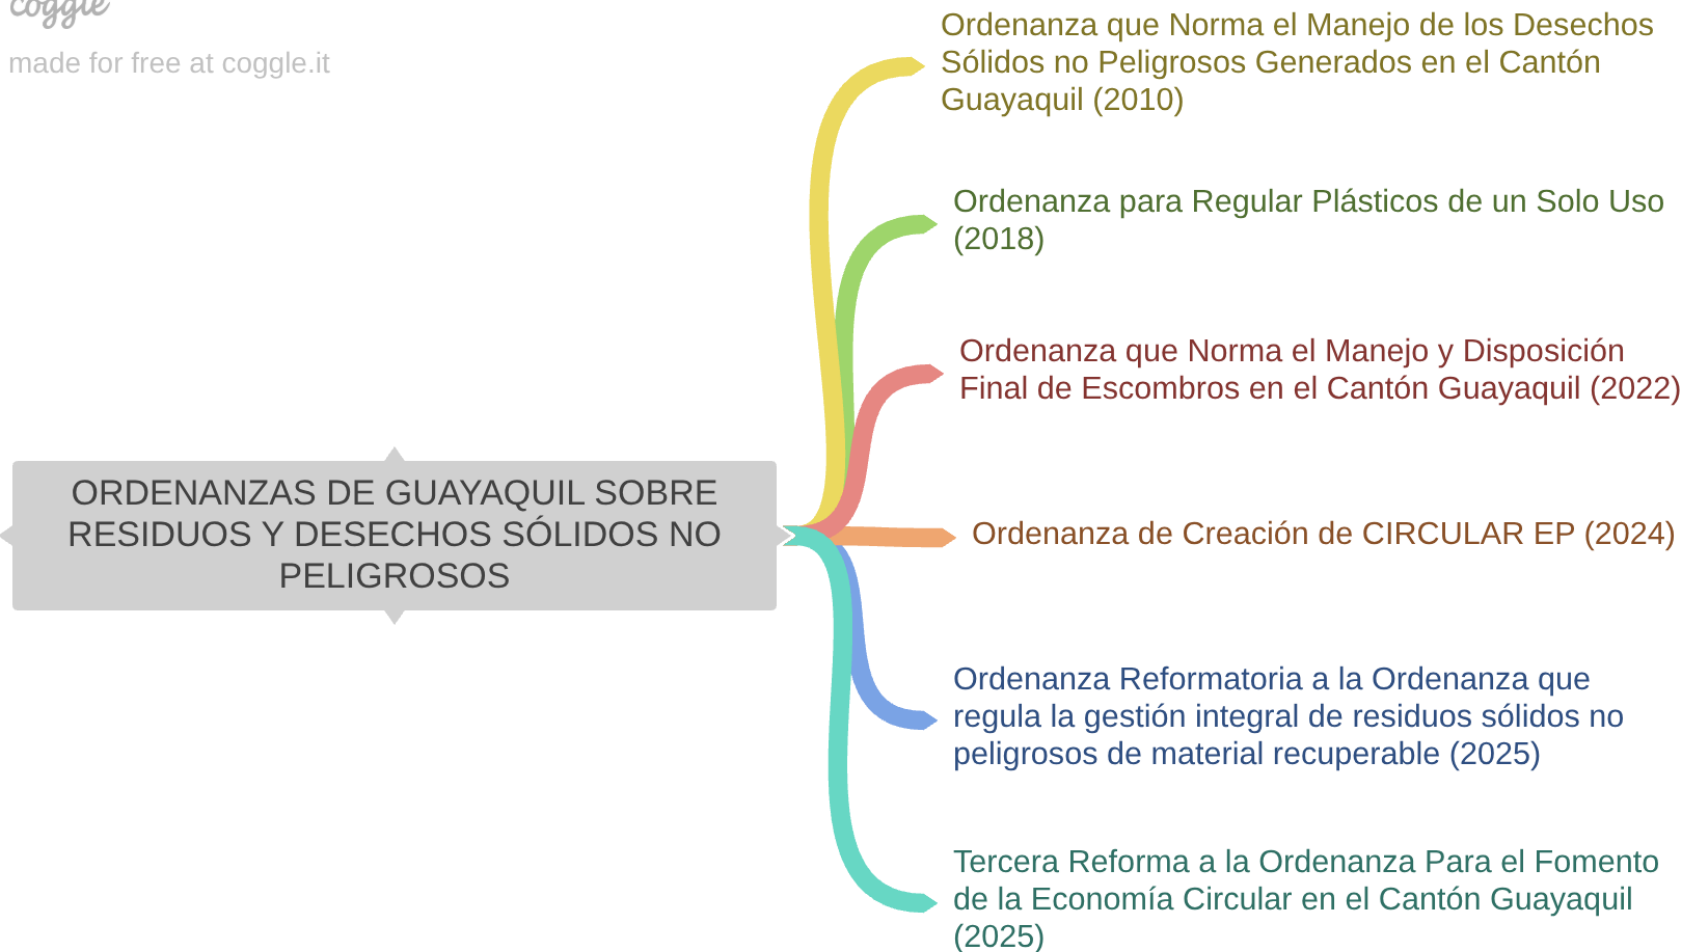 coggle
made for free at coggle.it
Ordenanza que Norma el Manejo de los Desechos
Sólidos no Peligrosos Generados en el Cantón
Guayaquil (2010)
Ordenanza para Regular Plásticos de un Solo Uso
(2018)
Ordenanza que Norma el Manejo y Disposición
Final de Escombros en el Cantón Guayaquil (2022)
ORDENANZAS DE GUAYAQUIL SOBRE
RESIDUOS Y DESECHOS SÓLIDOS NO
PELIGROSOS
Ordenanza de Creación de CIRCULAR EP (2024)
Ordenanza Reformatoria a la Ordenanza que
regula la gestión integral de residuos sólidos no
peligrosos de material recuperable (2025)
Tercera Reforma a la Ordenanza Para el Fomento
de la Economía Circular en el Cantón Guayaquil
(2025)